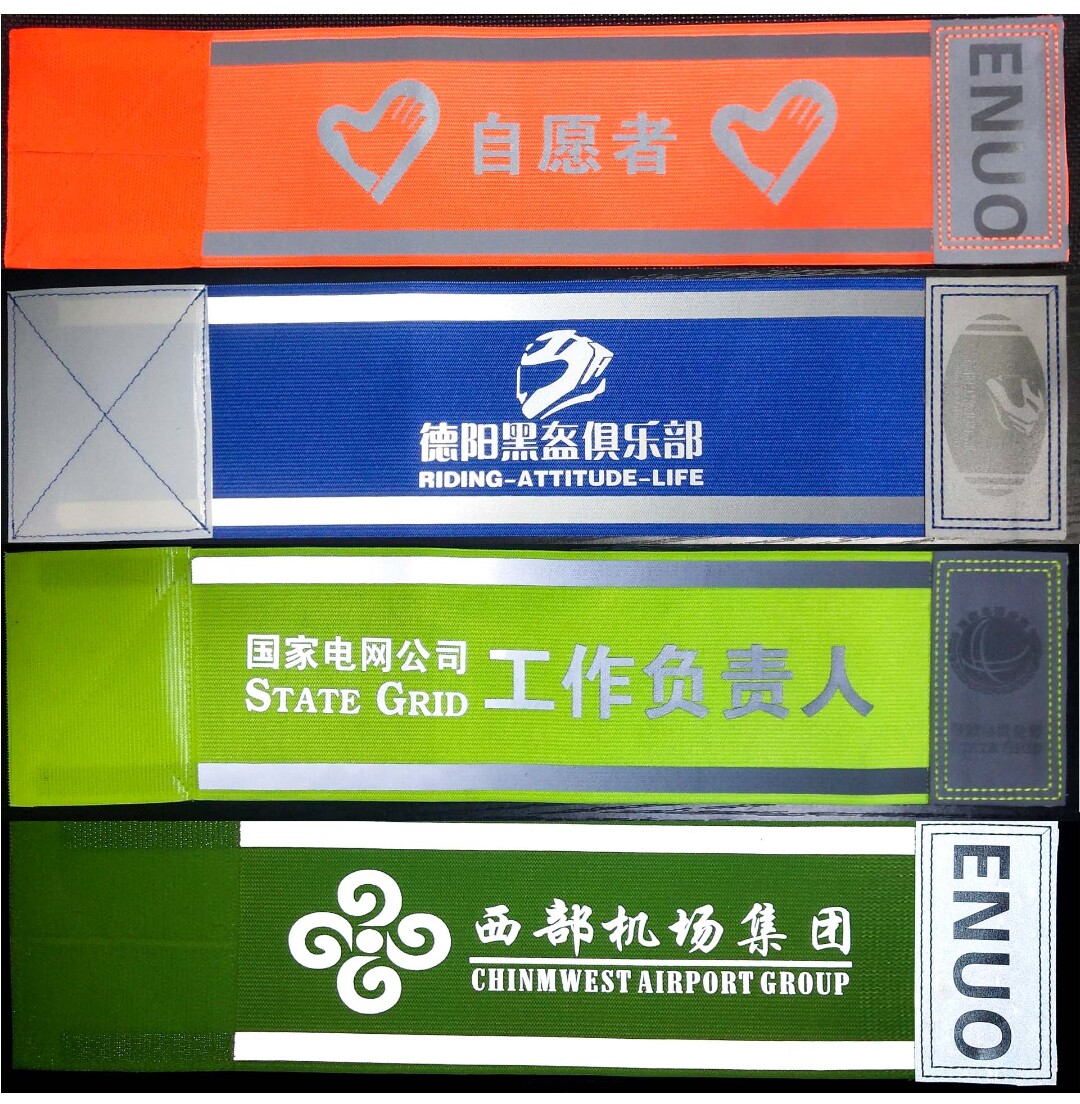 自愿者
ENUO
德阳黑盔俱乐部
RIDING-ATTITUDE-LIFE
国家电网公司
STATE GRID
工作负责人
西部机场集团
CHINMWEST AIRPORT GROUP
ENUO